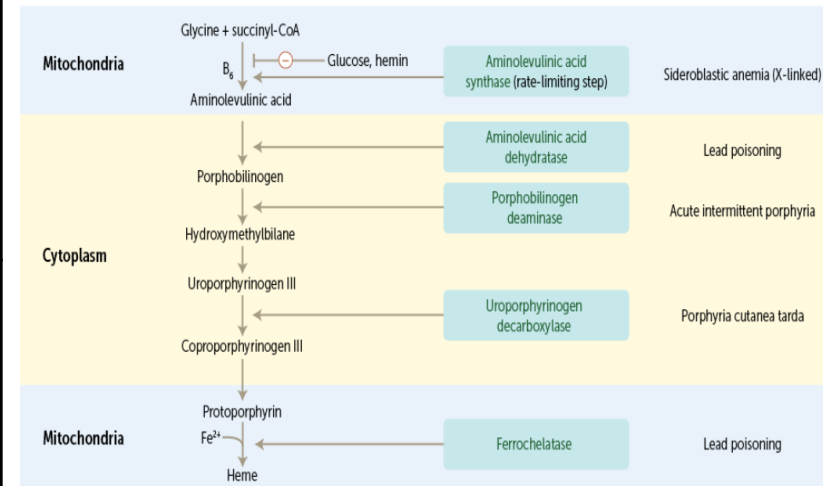 Glycine + succinyl-CoA
Mitochondria
B6
−
Glucose, hemin
Aminolevulinic acid
synthase (rate-limiting step)
Sideroblastic anemia (X-linked)
Aminolevulinic acid
Aminolevulinic acid
dehydratase
Lead poisoning
Porphobilinogen
Porphobilinogen
deaminase
Acute intermittent porphyria
Hydroxymethylbilane
Cytoplasm
Uroporphyrinogen III
Uroporphyrinogen
decarboxylase
Porphyria cutanea tarda
Coproporphyrinogen III
Protoporphyrin
Mitochondria
Fe2+
Ferrochelatase
Lead poisoning
Heme